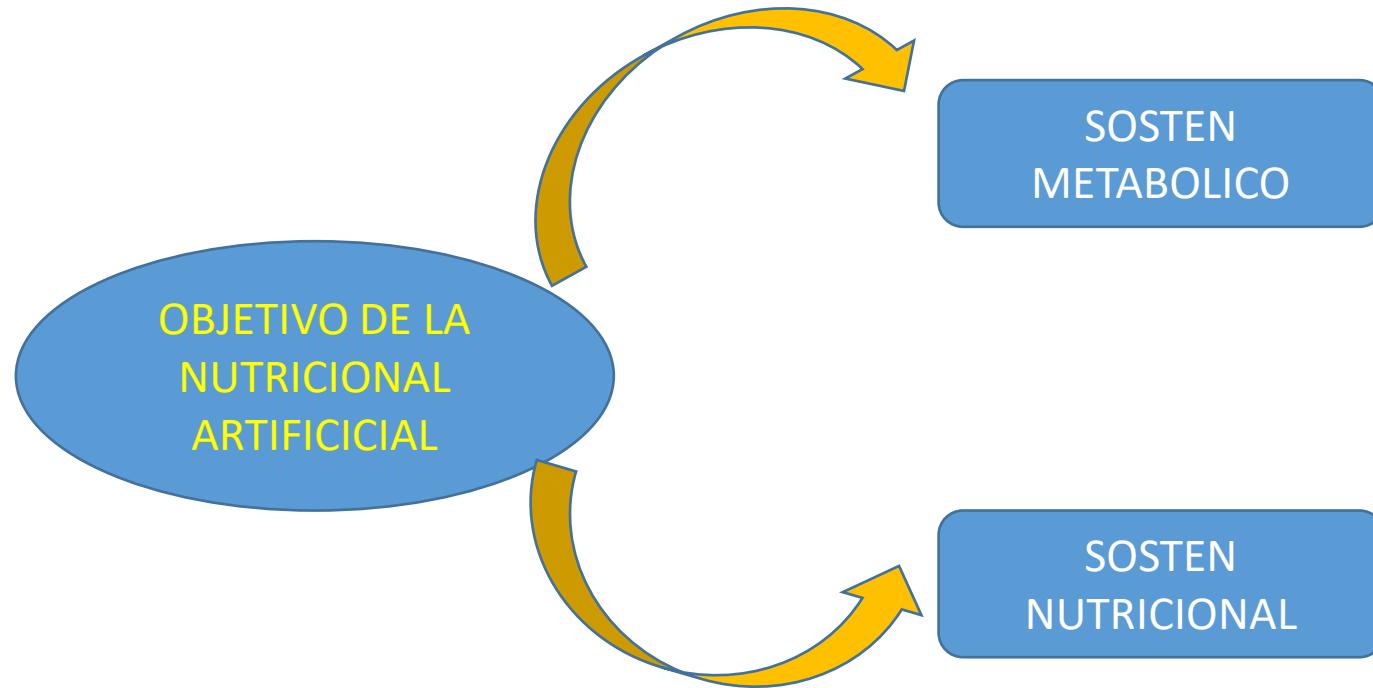 SOSTEN
METABOLICO
OBJETIVO DE LA
NUTRICIONAL
ARTIFICICIAL
SOSTEN
NUTRICIONAL